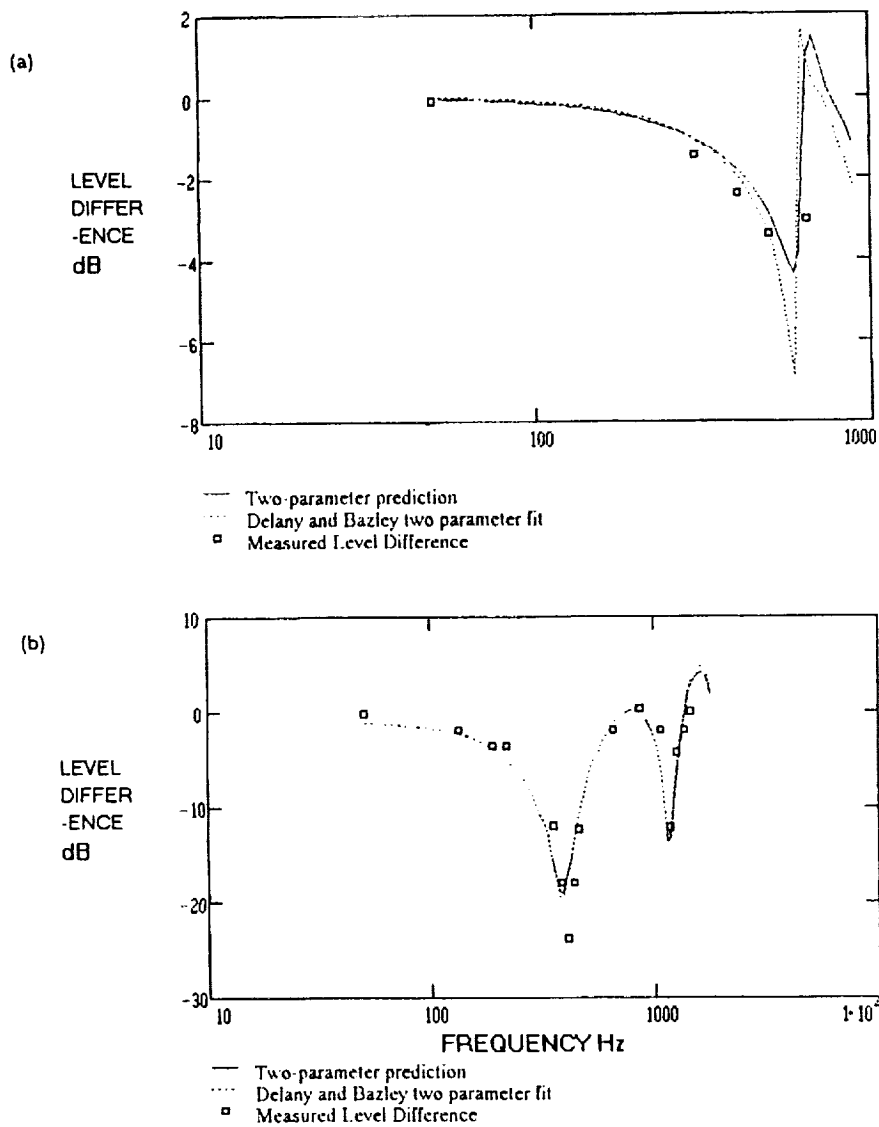 (a)
2
0
-2
-4
-6
-8
LEVEL
DIFFER
-ENCE
dB
10
100
1000
Two-parameter prediction
Delany and Bazley two parameter fit
Measured Level Difference
(b)
10
0
-10
-20
-30
LEVEL
DIFFER
-ENCE
dB
10
100
1000
FREQUENCY Hz
Two-parameter prediction
Delany and Bazley two parameter fit
Measured Level Difference